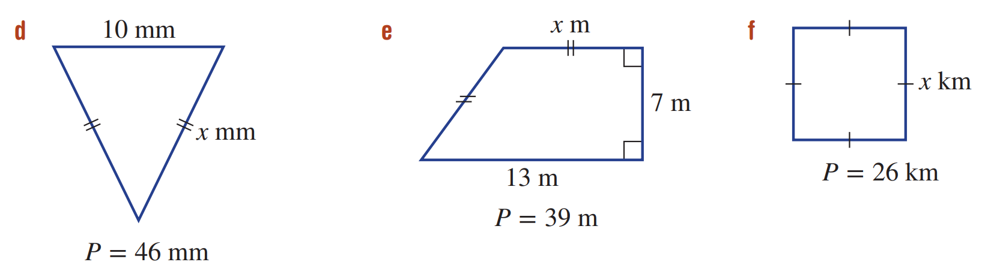 d
10 mm
x mm
P = 46 mm
e
x m
7 m
13 m
P = 39 m
f
x km
P = 26 km